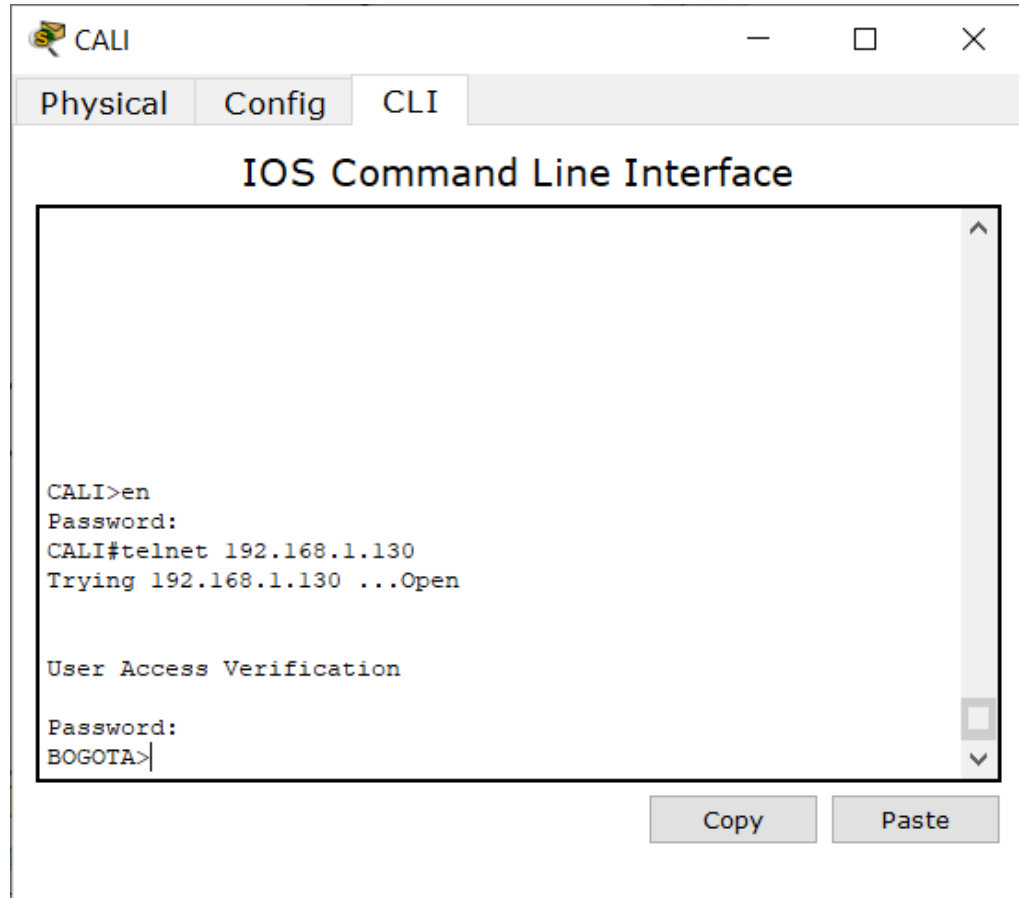 CALI
Physical Config CLI
IOS Command Line Interface
CALI>en
Password:
CALI#telnet 192.168.1.130
Trying 192.168.1.130 ...Open
User Access Verification
Password:
BOGOTA>
Copy Paste